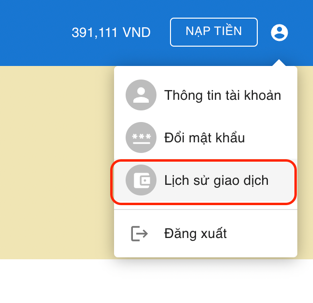 391,111 VND
NẠP TIỀN
Thông tin tài khoản
Đổi mật khẩu
Lịch sử giao dịch
Đăng xuất